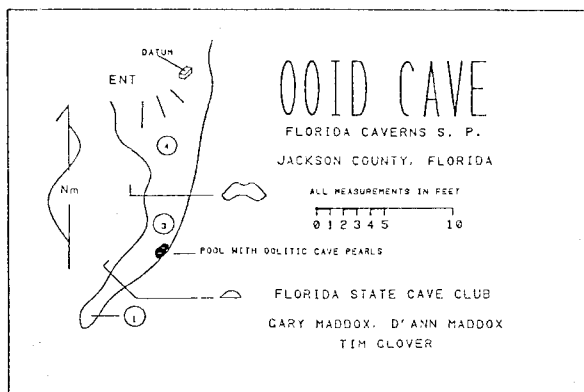 DATUM
ENT
OOID CAVE
FLORIDA CAVERNS S. P.
JACKSON COUNTY, FLORIDA
4
Nm
ALL MEASUREMENTS IN FEET
0 1 2 3 4 5 10
3
POOL WITH OOLITIC CAVE PEARLS
1
FLORIDA STATE CAVE CLUB
GARY MADDOX, D'ANN MADDOX
TIM GLOVER